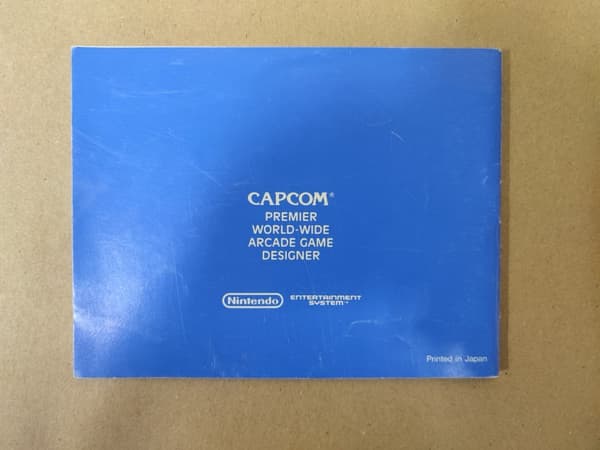 CAPCOM®
PREMIER
WORLD-WIDE
ARCADE GAME
DESIGNER
Nintendo ENTERTAINMENT
SYSTEM™
Printed in Japan